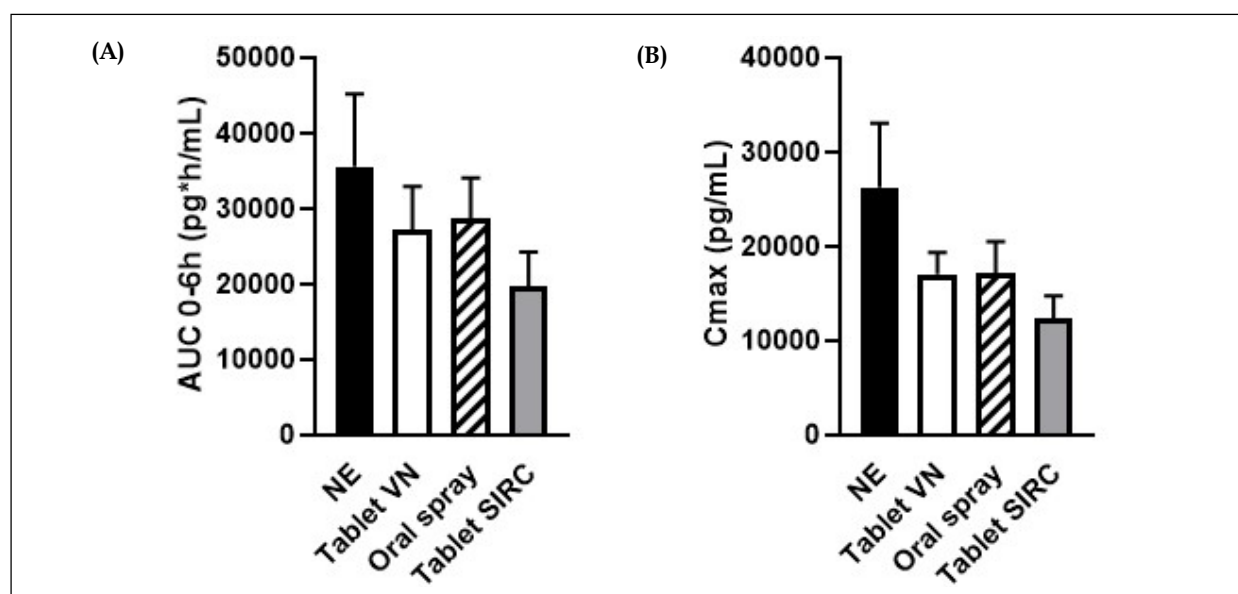 (A)
AUC 0-6h (pg*h/mL)
50000
40000
30000
20000
10000
0
NE
Tablet VN
Oral spray
Tablet SIRC
(B)
Cmax (pg/mL)
40000
30000
20000
10000
0
NE
Tablet VN
Oral spray
Tablet SIRC